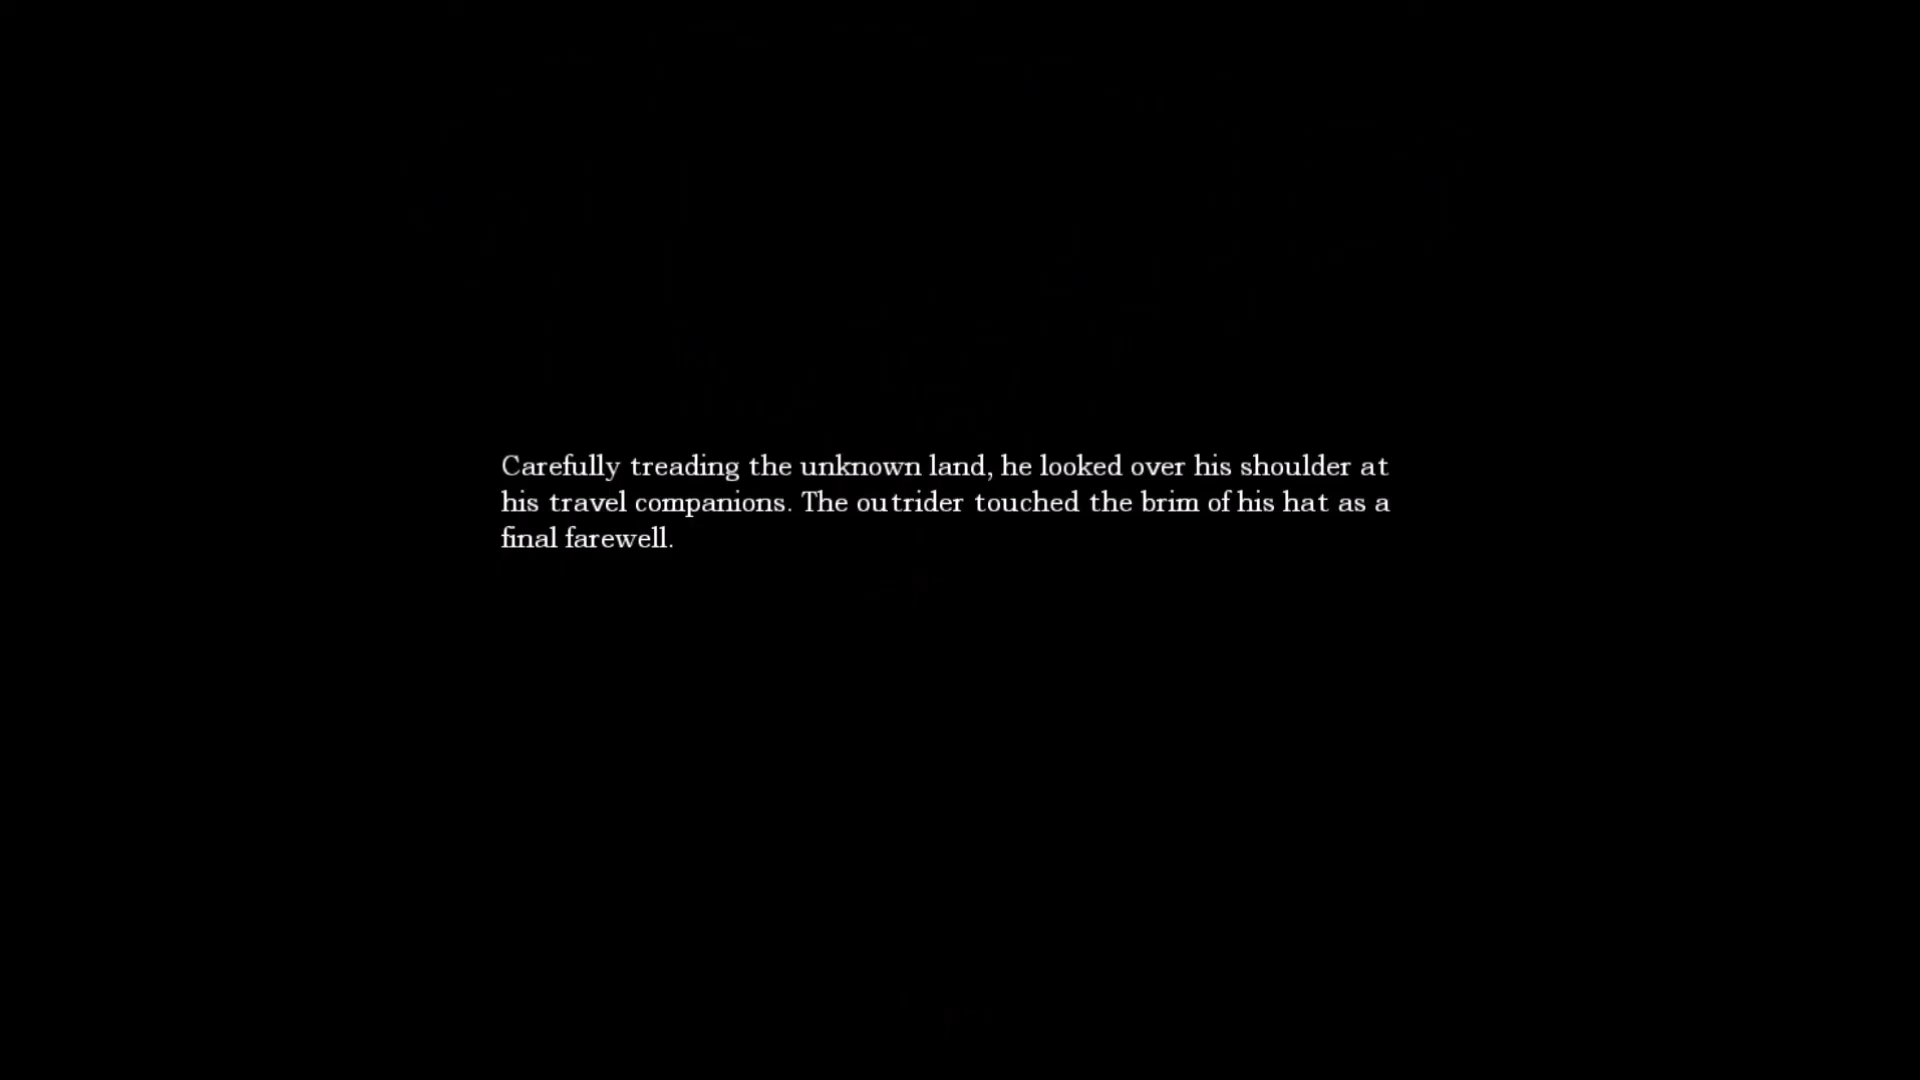 Carefully treading the unknown land, he looked over his shoulder at
his travel companions. The outrider touched the brim of his hat as a
final farewell.